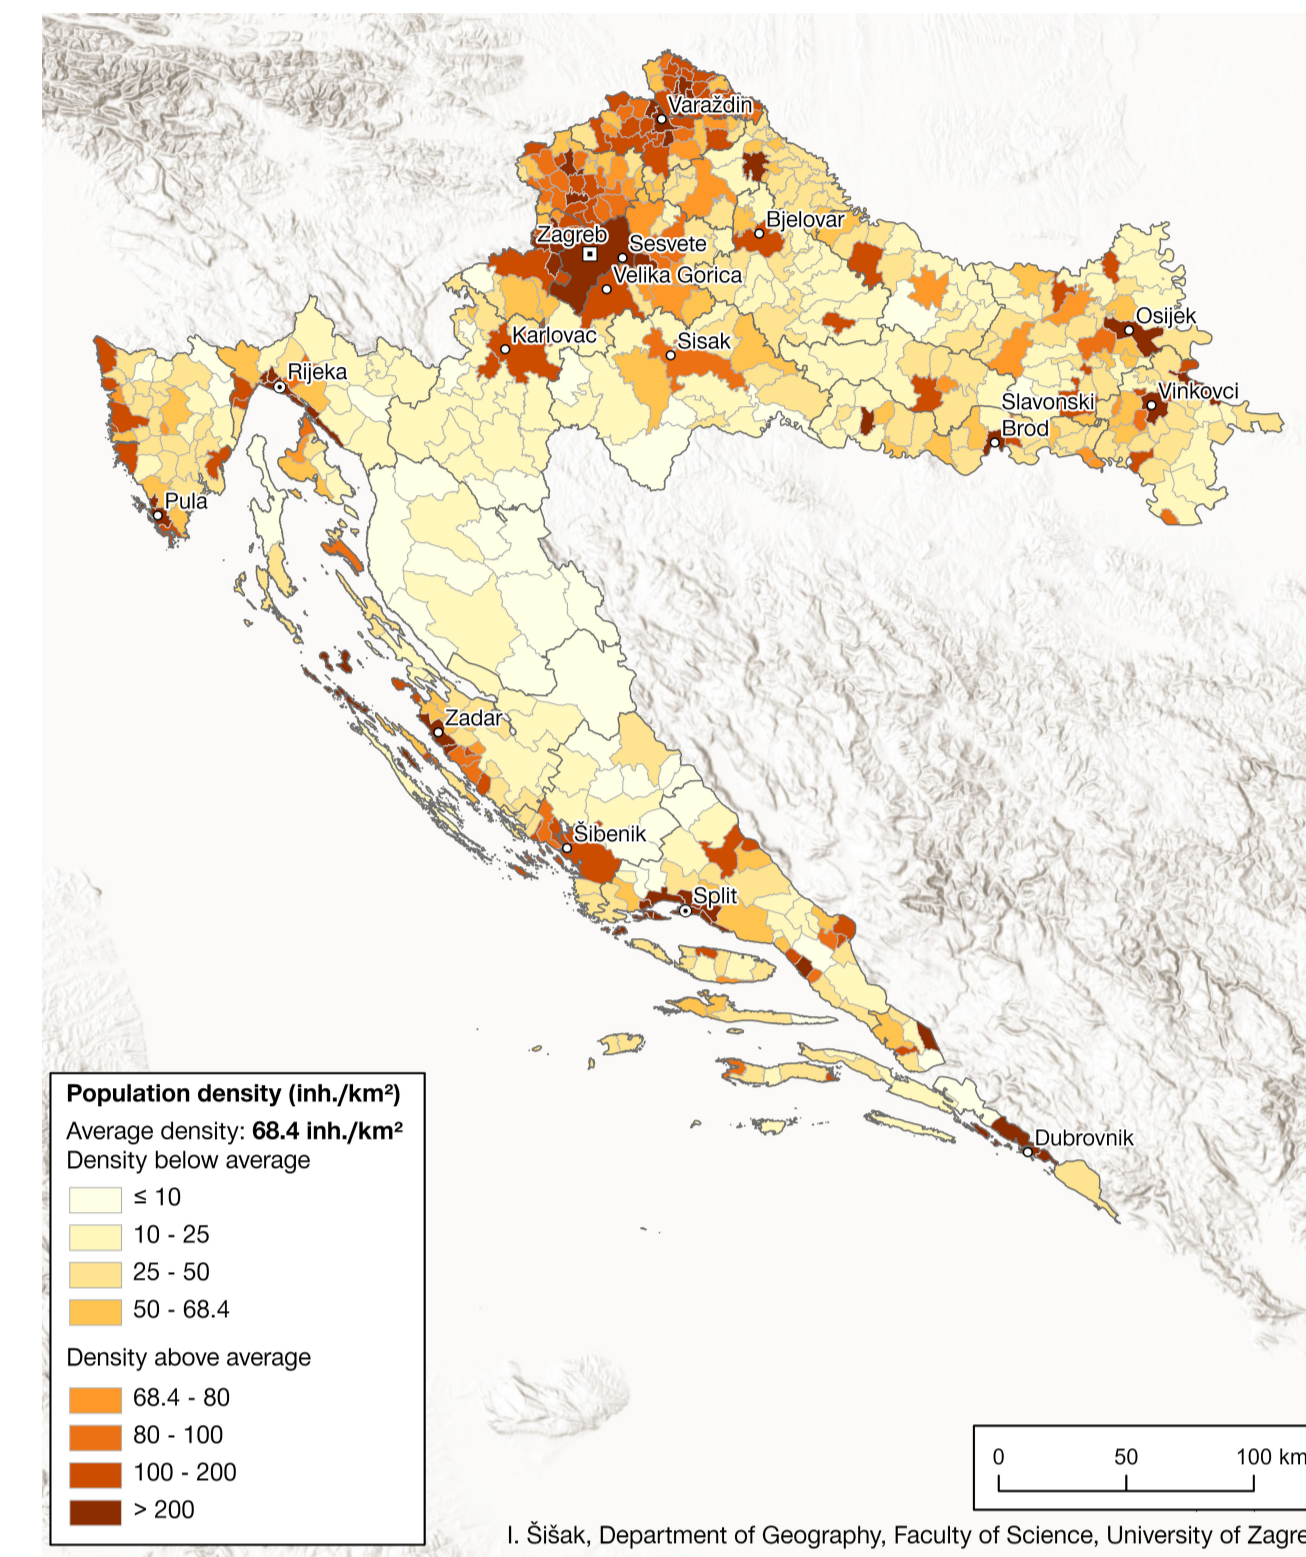 Varaždin
Bjelovar
Zagreb
Sesvete
Velika Gorica
Karlovac
Sisak
Osijek
Rijeka
Vinkovci
Slavonski
Brod
Pula
Zadar
Šibenik
Split
Dubrovnik
Population density (inh./km²)
Average density: 68.4 inh./km²
Density below average
≤ 10
10 - 25
25 - 50
50 - 68.4
Density above average
68.4 - 80
80 - 100
100 - 200
> 200
0 50 100 km
I. Šišak, Department of Geography, Faculty of Science, University of Zagre